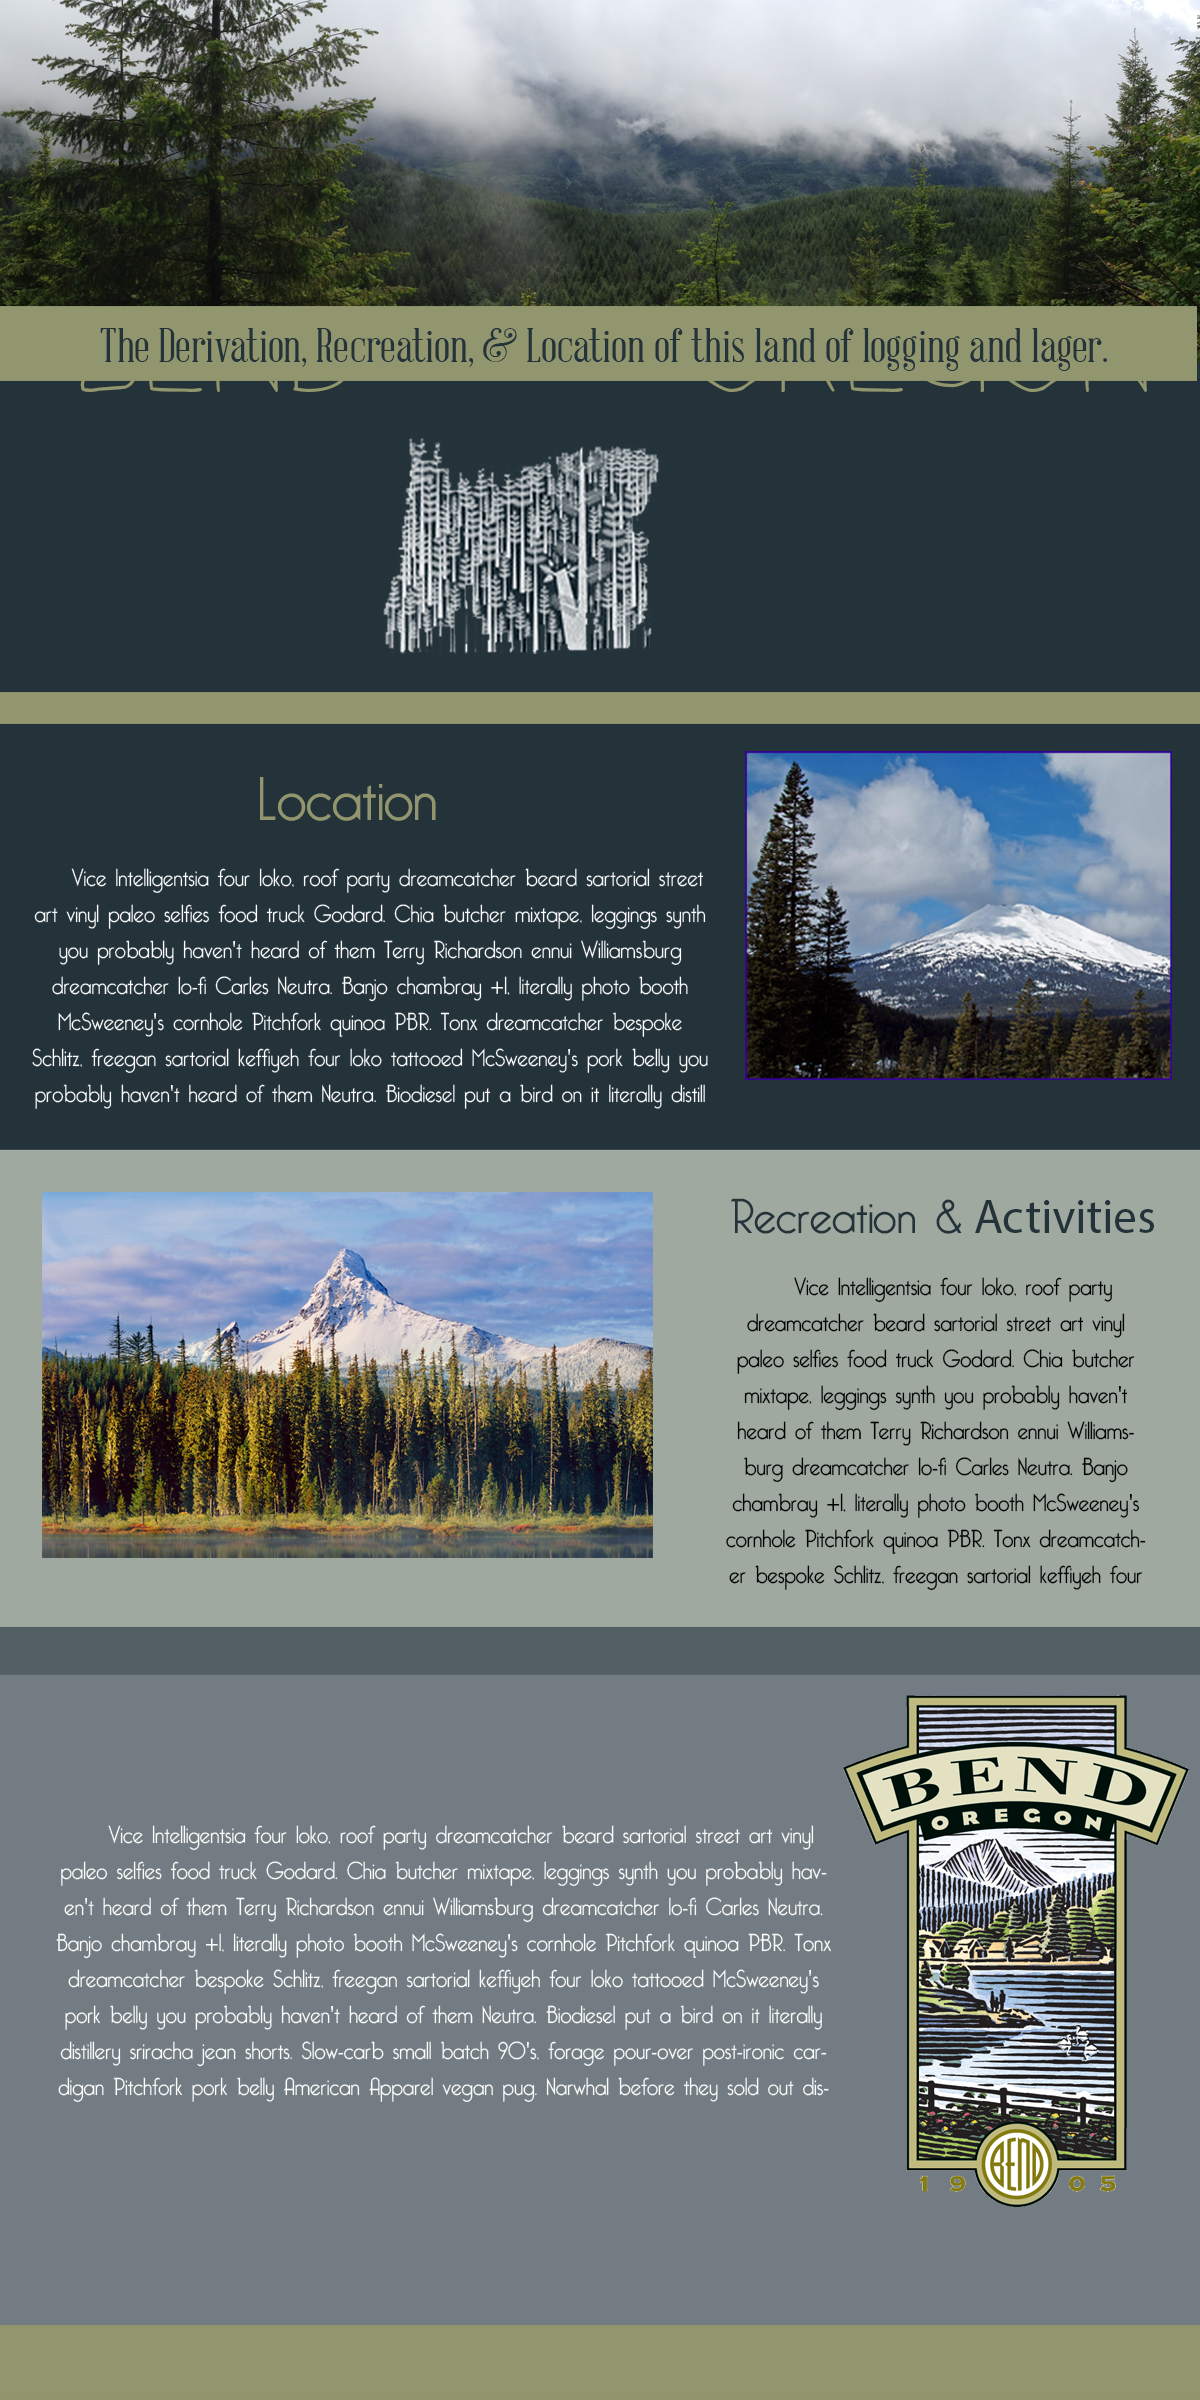 The Derivation, Recreation, & Location of this land of logging and lager.
BEND OREGON
Location
Vice Intelligentsia four loko, roof party dreamcatcher beard sartorial street
art vinyl paleo selfies food truck Godard. Chia butcher mixtape, leggings synth
you probably haven't heard of them Terry Richardson ennui Williamsburg
dreamcatcher lo-fi Carles Neutra. Banjo chambray +1, literally photo booth
McSweeney's cornhole Pitchfork quinoa PBR. Tonx dreamcatcher bespoke
Schlitz, freegan sartorial keffiyeh four loko tattooed McSweeney's pork belly you
probably haven't heard of them Neutra. Biodiesel put a bird on it literally distill
Recreation & Activities
Vice Intelligentsia four loko, roof party
dreamcatcher beard sartorial street art vinyl
paleo selfies food truck Godard. Chia butcher
mixtape, leggings synth you probably haven't
heard of them Terry Richardson ennui Williams-
burg dreamcatcher lo-fi Carles Neutra. Banjo
chambray +1, literally photo booth McSweeney's
cornhole Pitchfork quinoa PBR. Tonx dreamcatch-
er bespoke Schlitz, freegan sartorial keffiyeh four
BEND
OREGON
Vice Intelligentsia four loko, roof party dreamcatcher beard sartorial street art vinyl
paleo selfies food truck Godard. Chia butcher mixtape, leggings synth you probably hav-
en't heard of them Terry Richardson ennui Williamsburg dreamcatcher lo-fi Carles Neutra.
Banjo chambray +1, literally photo booth McSweeney's cornhole Pitchfork quinoa PBR. Tonx
dreamcatcher bespoke Schlitz, freegan sartorial keffiyeh four loko tattooed McSweeney's
pork belly you probably haven't heard of them Neutra. Biodiesel put a bird on it literally
distillery sriracha jean shorts. Slow-carb small batch 90's, forage pour-over post-ironic car-
digan Pitchfork pork belly American Apparel vegan pug. Narwhal before they sold out dis-
BEND
1905